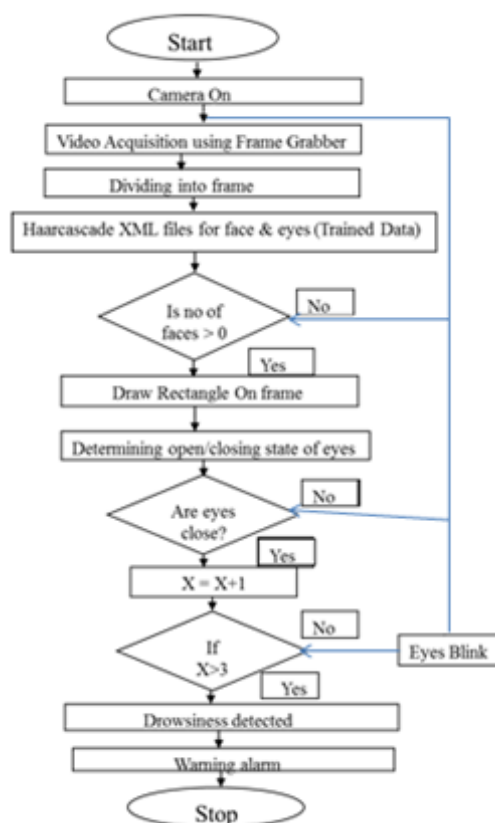 Start
Camera On
Video Acquisition using Frame Grabber
Dividing into frame
Haarcascade XML files for face & eyes (Trained Data)
Is no of
faces > 0
No
Yes
Draw Rectangle On frame
Determining open/closing state of eyes
Are eyes
close?
No
Yes
X = X+1
If
X>3
No
Eyes Blink
Yes
Drowsiness detected
Warning alarm
Stop